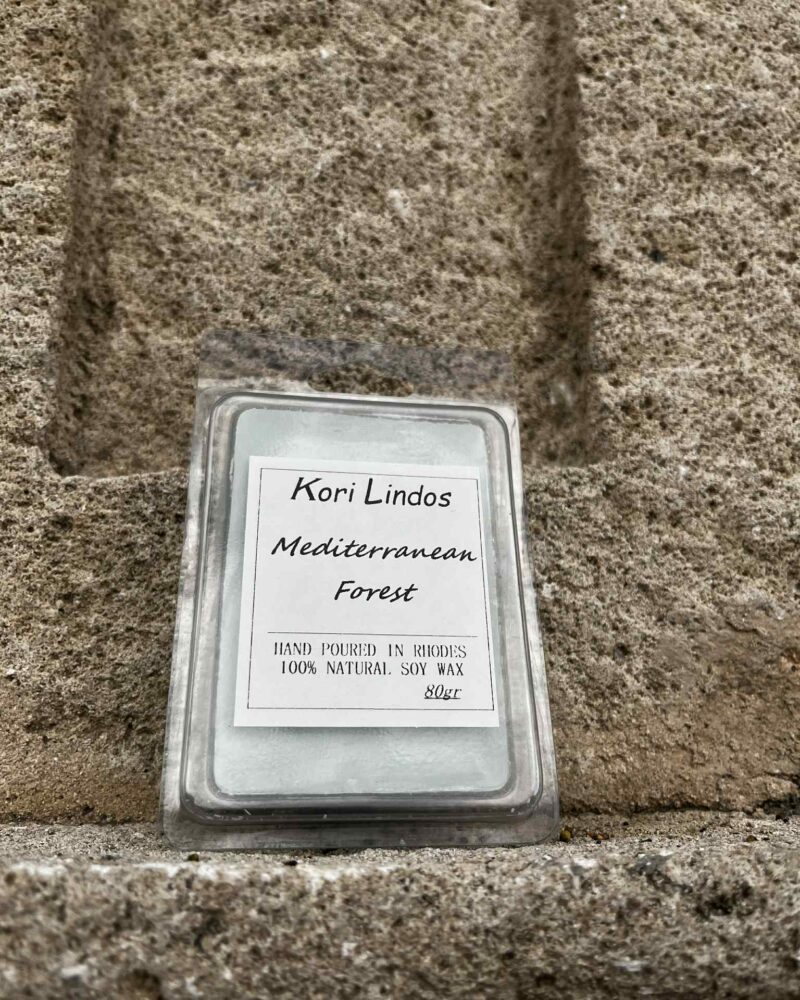 Kori Lindos
Mediterranean
Forest
HAND POURED IN RHODES
100% NATURAL SOY WAX
80gr